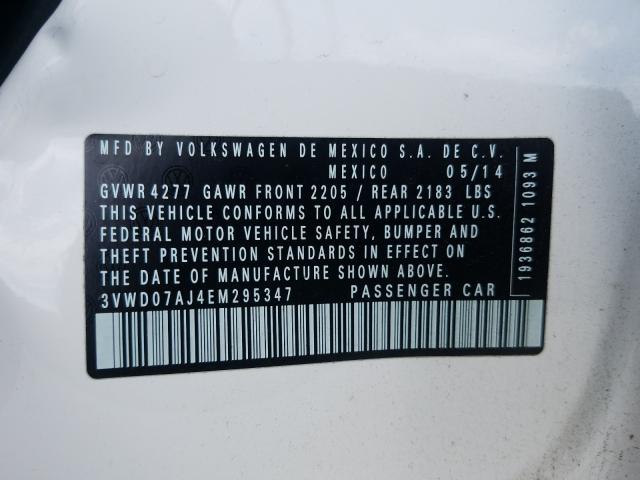 MFD BY VOLKSWAGEN DE MEXICO S.A. DE C.V.
MEXICO 05/14
GVWR 4277 GAWR FRONT 2205 / REAR 2183 LBS
THIS VEHICLE CONFORMS TO ALL APPLICABLE U.S.
FEDERAL MOTOR VEHICLE SAFETY, BUMPER AND
THEFT PREVENTION STANDARDS IN EFFECT ON
THE DATE OF MANUFACTURE SHOWN ABOVE.
3VWD07AJ4EM295347 PASSENGER CAR
1936862 1093 M